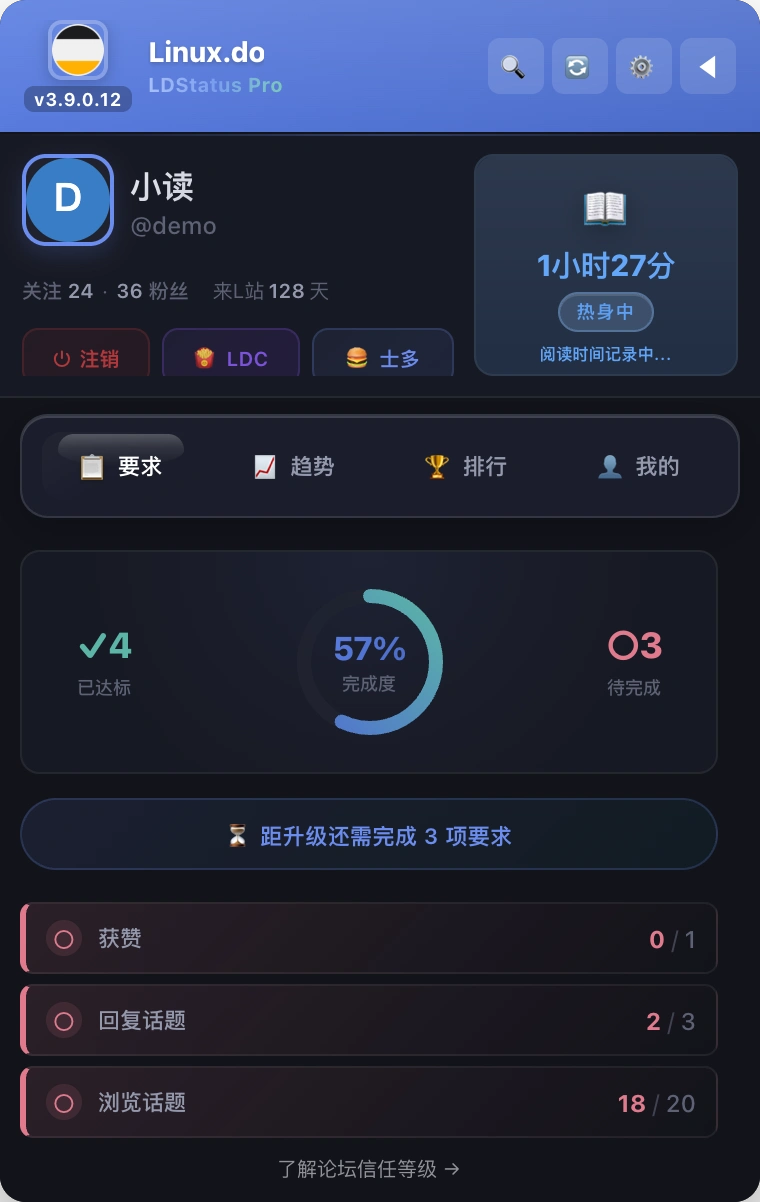 Linux.do
LDStatus Pro
v3.9.0.12
D
小读
@demo
关注 24 · 36 粉丝 来L站 128 天
注销
LDC
士多
1小时27分
热身中
阅读时间记录中...
要求
趋势
排行
我的
✓4
已达标
57%
完成度
○3
待完成
距升级还需完成 3 项要求
获赞 0 / 1
回复话题 2 / 3
浏览话题 18 / 20
了解论坛信任等级 →